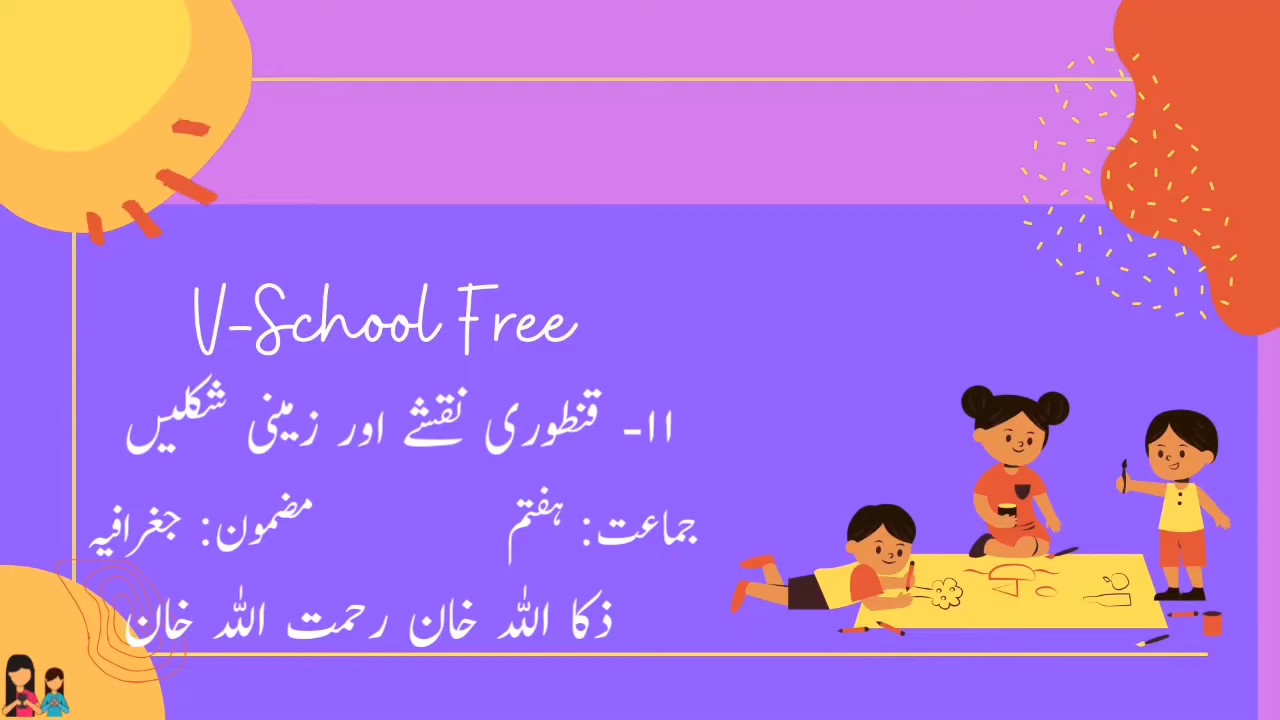 V-School Free
۱۱- قنطوری نقشے اور زمینی شکلیں
جماعت: ہفتم مضمون: جغرافیہ
ذکا اللہ خان رحمت اللہ خان